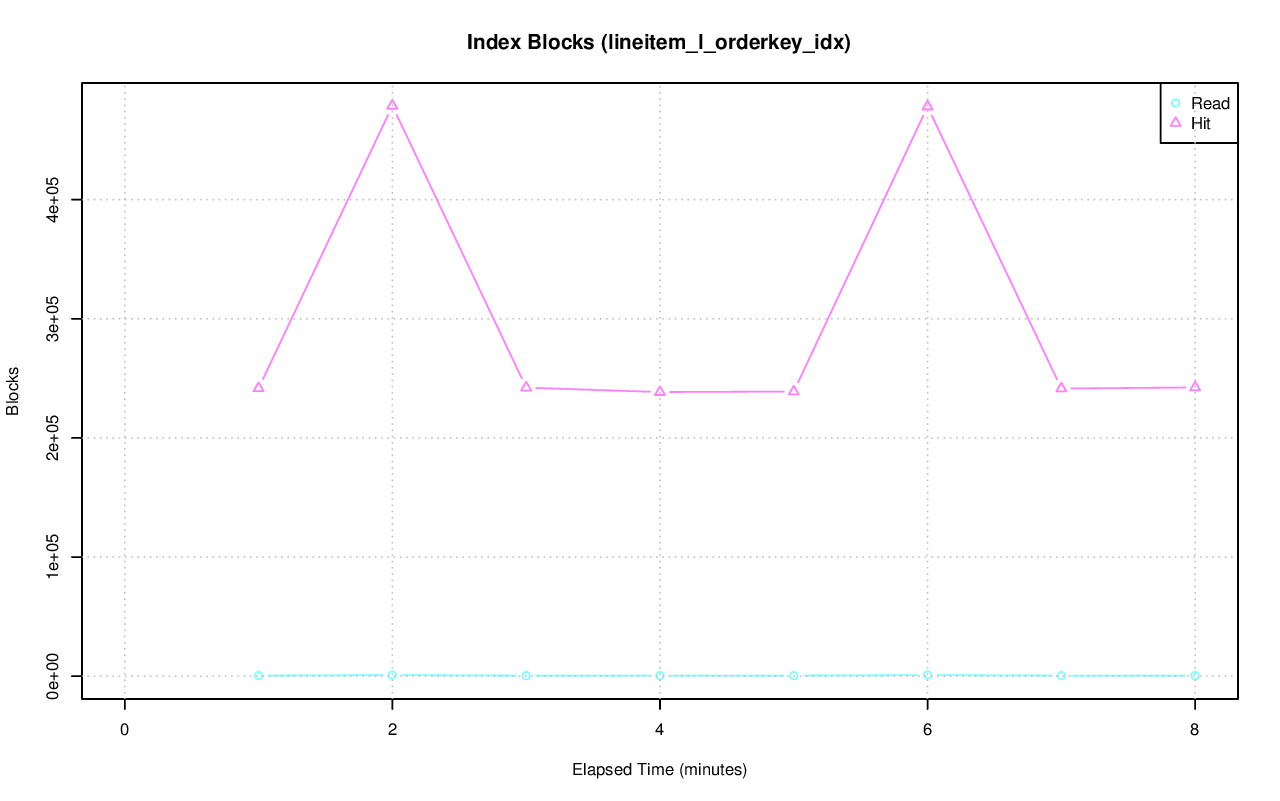 Index Blocks (lineitem_l_orderkey_idx)
Read
Hit
Blocks
4e+05
3e+05
2e+05
1e+05
0e+00
0 2 4 6 8
Elapsed Time (minutes)